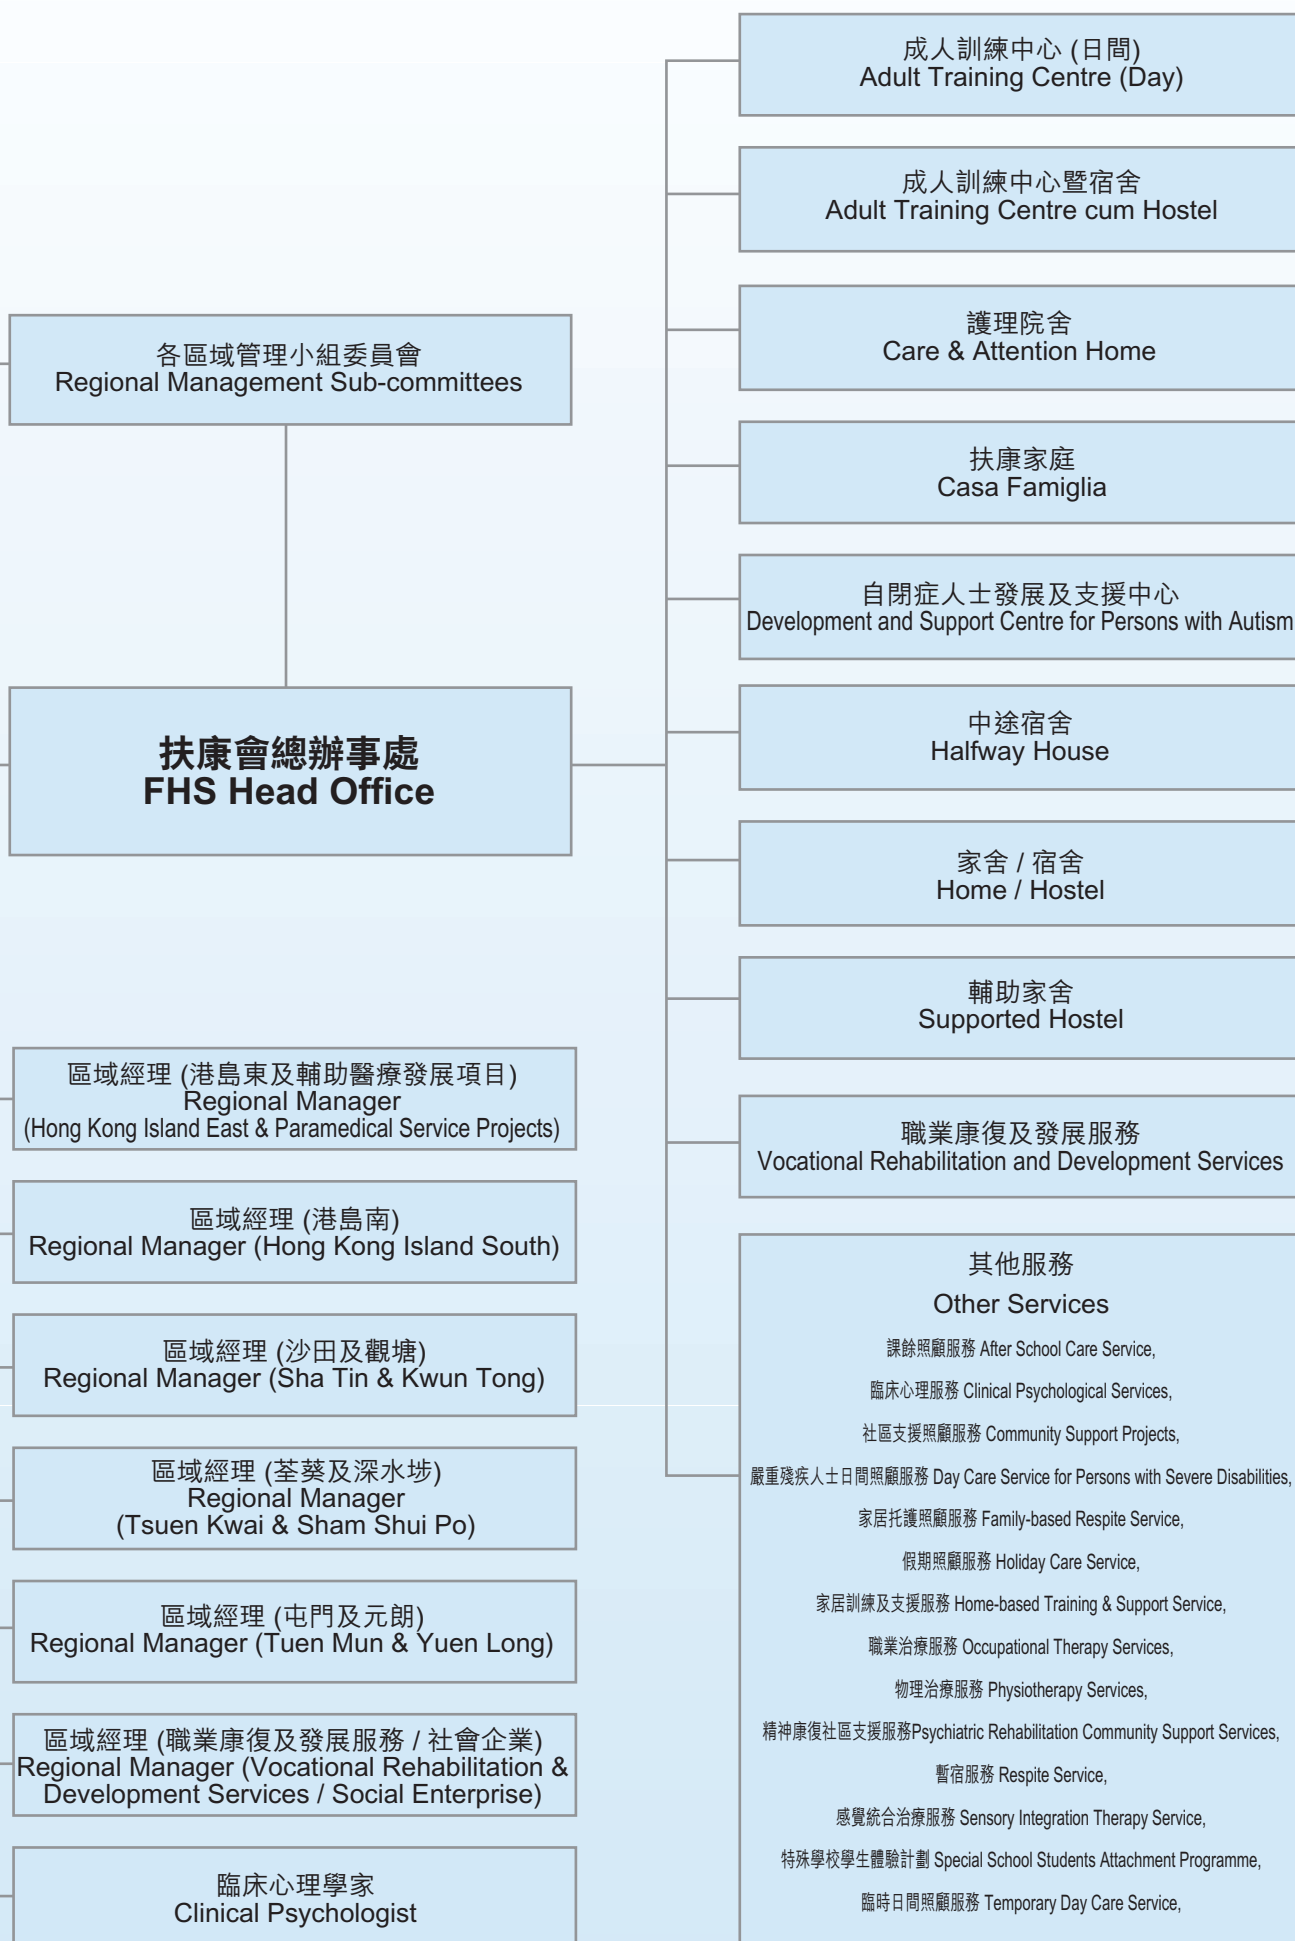 各區域管理小組委員會
Regional Management Sub-committees
扶康會總辦事處
FHS Head Office
區域經理 (港島東及輔助醫療發展項目)
Regional Manager
(Hong Kong Island East & Paramedical Service Projects)
區域經理 (港島南)
Regional Manager (Hong Kong Island South)
區域經理 (沙田及觀塘)
Regional Manager (Sha Tin & Kwun Tong)
區域經理 (荃葵及深水埗)
Regional Manager
(Tsuen Kwai & Sham Shui Po)
區域經理 (屯門及元朗)
Regional Manager (Tuen Mun & Yuen Long)
區域經理 (職業康復及發展服務 / 社會企業)
Regional Manager (Vocational Rehabilitation &
Development Services / Social Enterprise)
臨床心理學家
Clinical Psychologist
成人訓練中心 (日間)
Adult Training Centre (Day)
成人訓練中心暨宿舍
Adult Training Centre cum Hostel
護理院舍
Care & Attention Home
扶康家庭
Casa Famiglia
自閉症人士發展及支援中心
Development and Support Centre for Persons with Autism
中途宿舍
Halfway House
家舍 / 宿舍
Home / Hostel
輔助家舍
Supported Hostel
職業康復及發展服務
Vocational Rehabilitation and Development Services
其他服務
Other Services
課餘照顧服務 After School Care Service,
臨床心理服務 Clinical Psychological Services,
社區支援照顧服務 Community Support Projects,
嚴重殘疾人士日間照顧服務 Day Care Service for Persons with Severe Disabilities,
家居托護照顧服務 Family-based Respite Service,
假期照顧服務 Holiday Care Service,
家居訓練及支援服務 Home-based Training & Support Service,
職業治療服務 Occupational Therapy Services,
物理治療服務 Physiotherapy Services,
精神康復社區支援服務Psychiatric Rehabilitation Community Support Services,
暫宿服務 Respite Service,
感覺統合治療服務 Sensory Integration Therapy Service,
特殊學校學生體驗計劃 Special School Students Attachment Programme,
臨時日間照顧服務 Temporary Day Care Service,